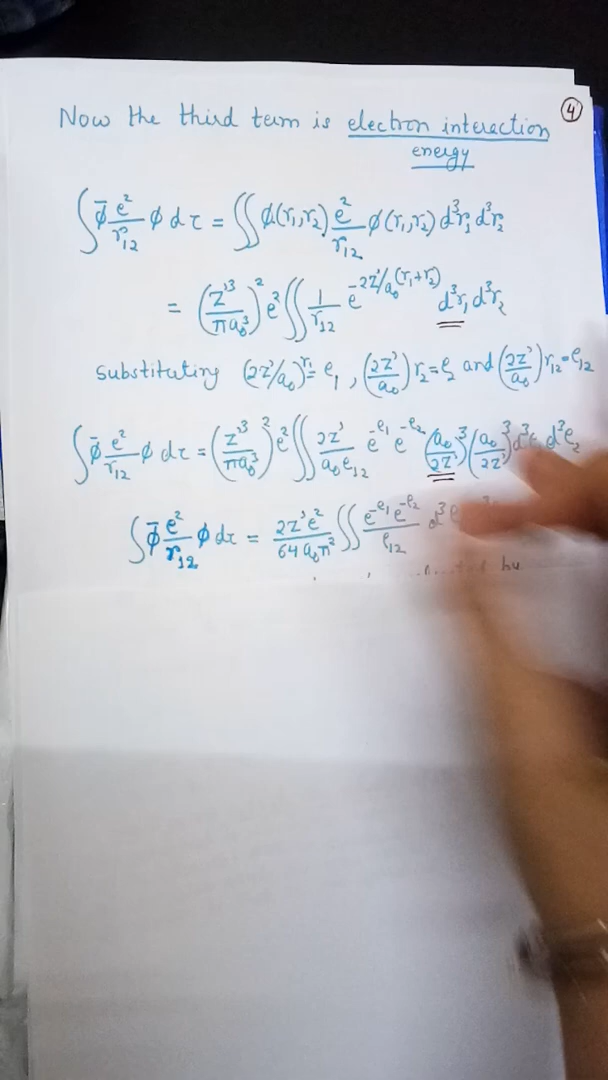 ④
Now the third term is electron interaction
energy
∫ φ̄ e²/r₁₂ φ dτ = ∬ φ(r₁,r₂) e²/r₁₂ φ(r₁,r₂) d³r₁ d³r₂
= (Z'³/πa₀³)² e² ∬ 1/r₁₂ e^(-2Z'/a₀(r₁+r₂)) d³r₁ d³r₂
Substituting (2Z'/a₀)r₁ = ρ₁, (2Z'/a₀) r₂ = ρ₂ and (2Z'/a₀) r₁₂ = ρ₁₂
∫ φ̄ e²/r₁₂ φ dτ = (Z'³/πa₀³)² e² ∬ 2Z'/a₀ρ₁₂ e^(-ρ₁) e^(-ρ₂) (a₀/2Z')³ (a₀/2Z')³ d³ρ₁ d³ρ₂
∫ φ̄ e²/r₁₂ φ dτ = 2Z'e²/64a₀π² ∬ e^(-ρ₁) e^(-ρ₂)/ρ₁₂ d³